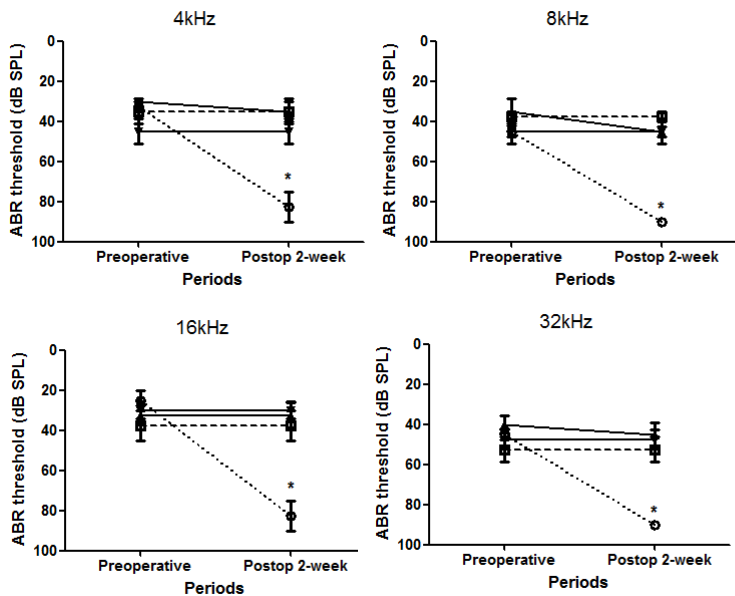 4kHz
0
20
40
60
80
100
ABR threshold (dB SPL)
*
Preoperative
Postop 2-week
Periods
8kHz
0
20
40
60
80
100
ABR threshold (dB SPL)
*
Preoperative
Postop 2-week
Periods
16kHz
0
20
40
60
80
100
ABR threshold (dB SPL)
*
Preoperative
Postop 2-week
Periods
32kHz
0
20
40
60
80
100
ABR threshold (dB SPL)
*
Preoperative
Postop 2-week
Periods